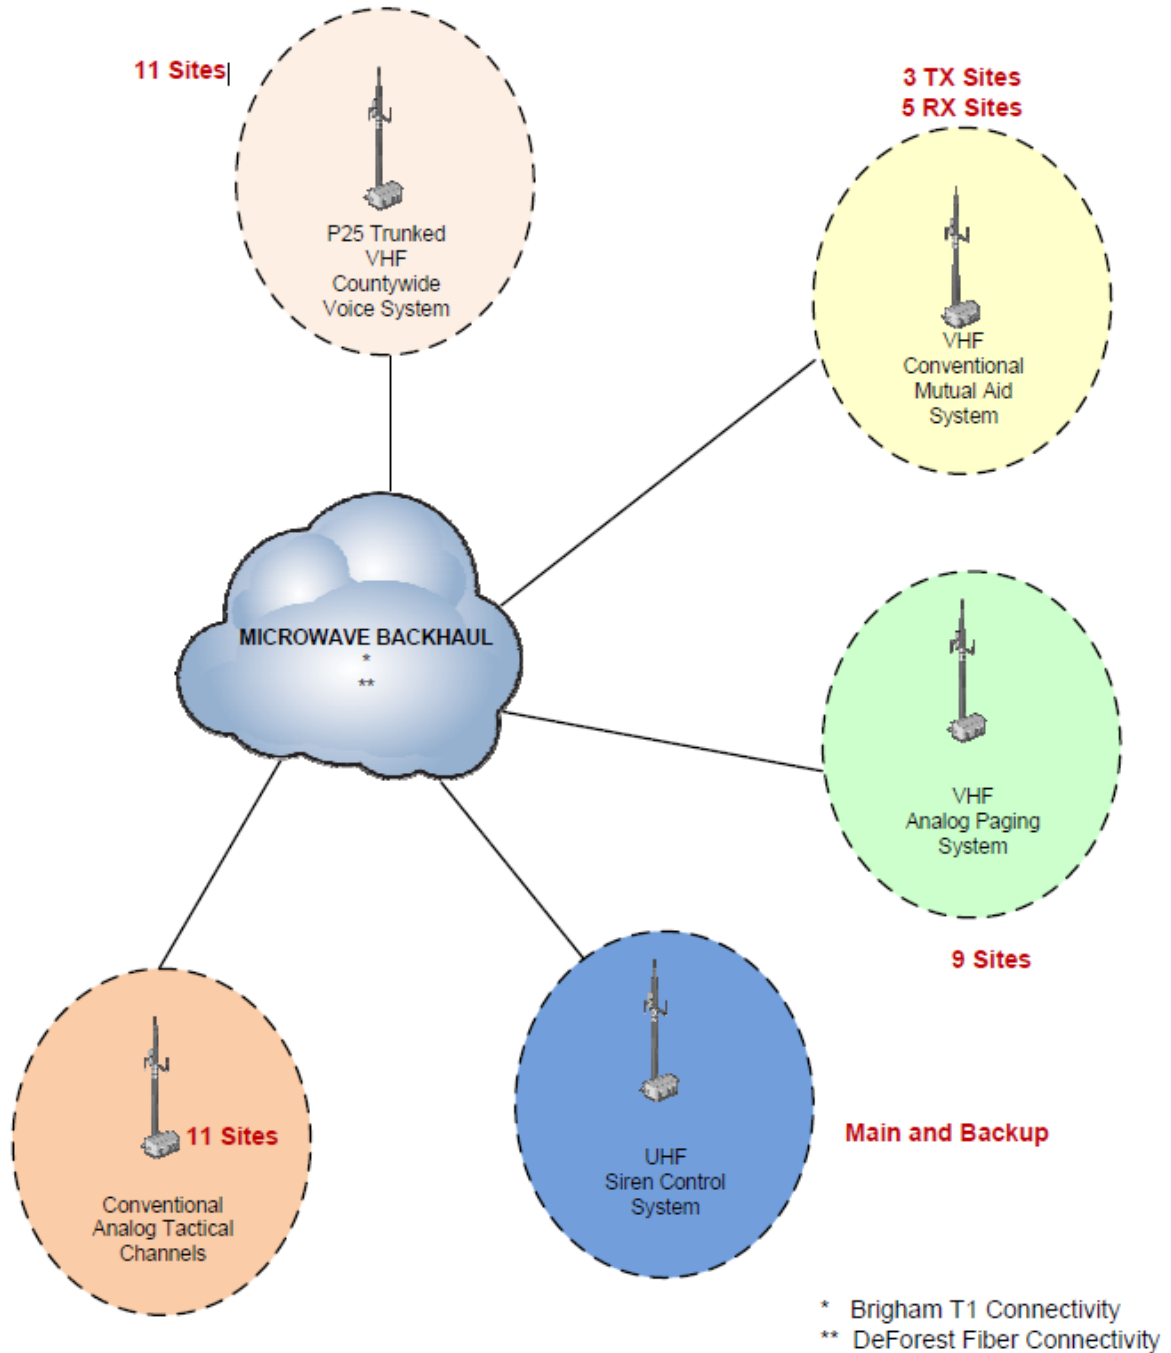 11 Sites
P25 Trunked
VHF
Countywide
Voice System
3 TX Sites
5 RX Sites
VHF
Conventional
Mutual Aid
System
MICROWAVE BACKHAUL
*
**
VHF
Analog Paging
System
9 Sites
11 Sites
Conventional
Analog Tactical
Channels
UHF
Siren Control
System
Main and Backup
* Brigham T1 Connectivity
** DeForest Fiber Connectivity